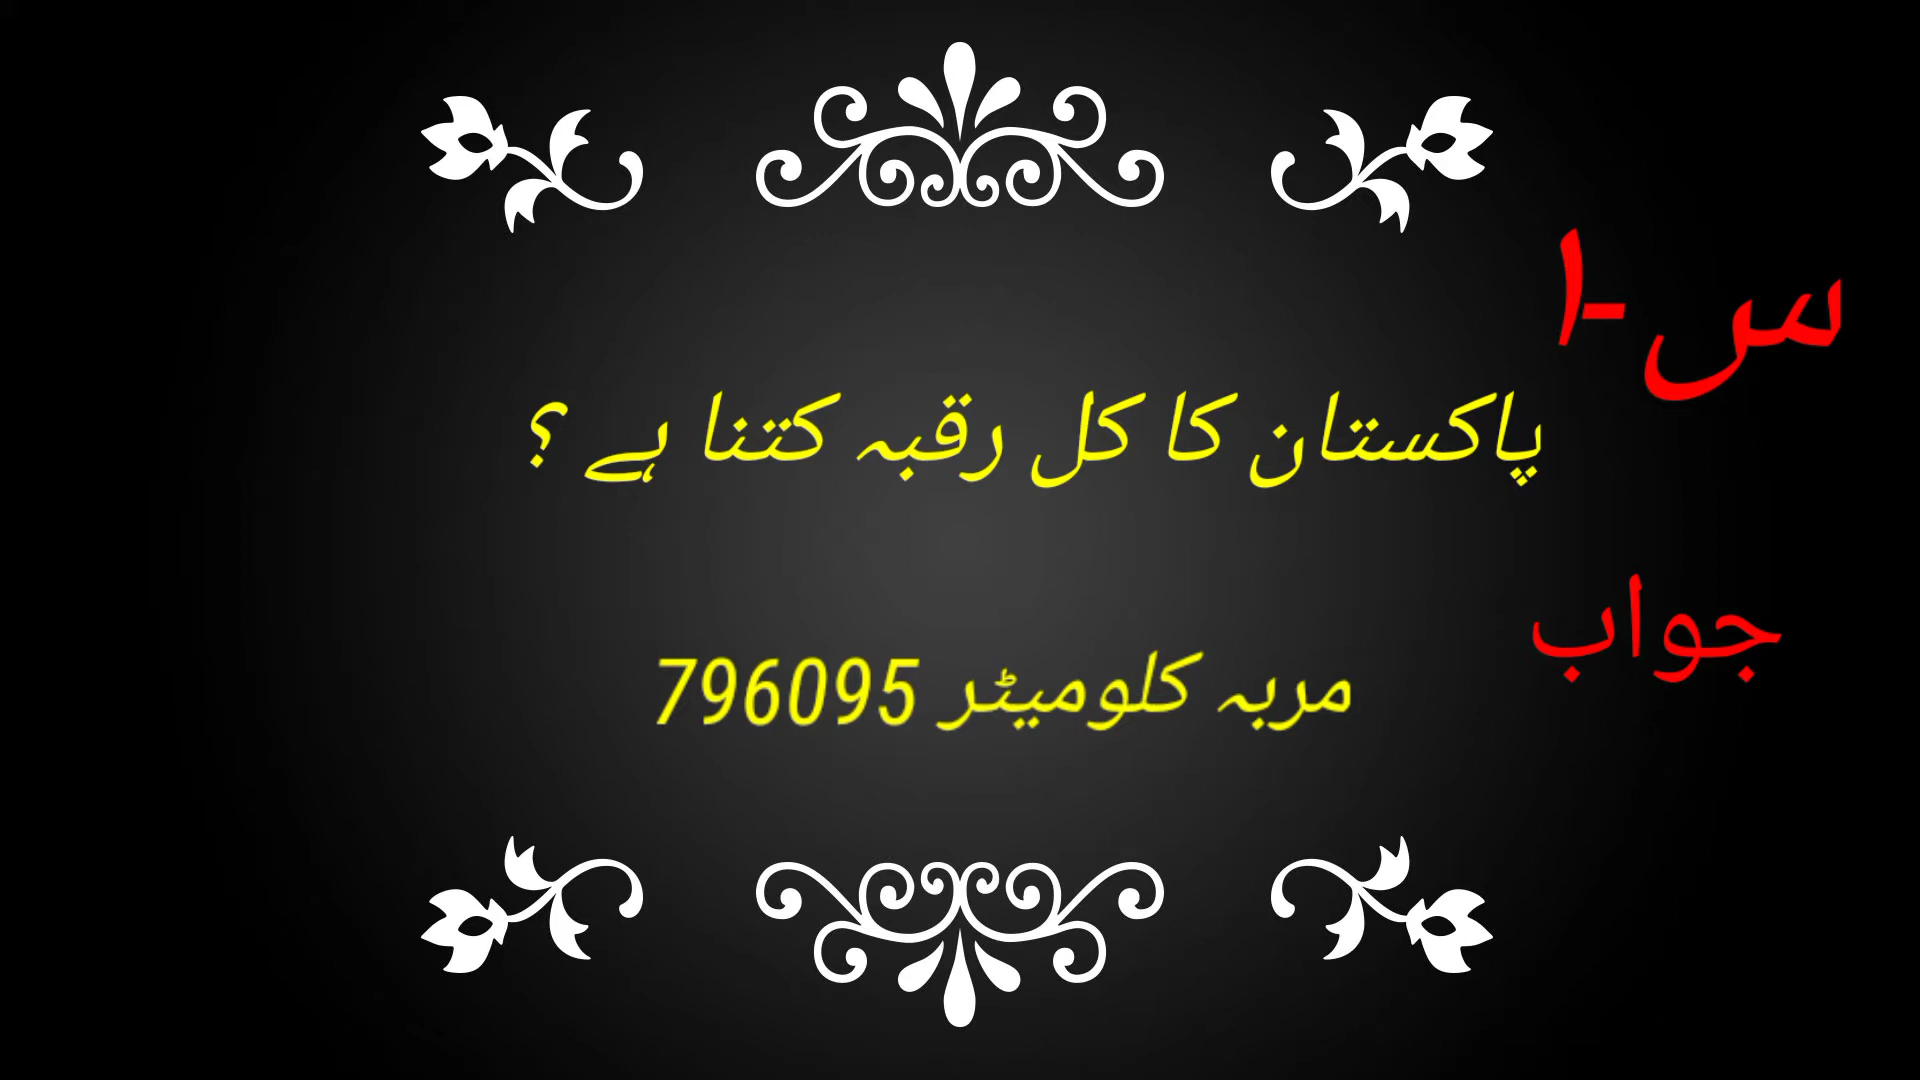 س-۱
پاکستان کا کل رقبہ کتنا ہے ؟
جواب
مربہ کلومیٹر 796095